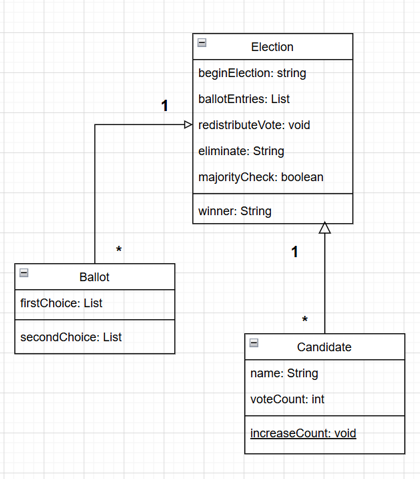 Election
beginElection: string
ballotEntries: List
redistributeVote: void
eliminate: String
majorityCheck: boolean
winner: String
1
*
Ballot
firstChoice: List
secondChoice: List
1
*
Candidate
name: String
voteCount: int
increaseCount: void